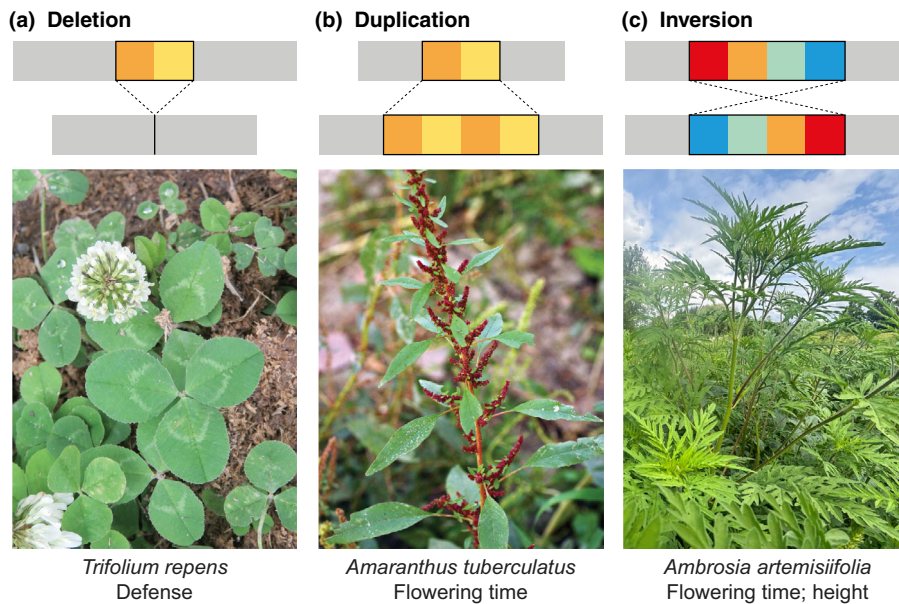 (a) Deletion
(b) Duplication
(c) Inversion
Trifolium repens
Defense
Amaranthus tuberculatus
Flowering time
Ambrosia artemisiifolia
Flowering time; height